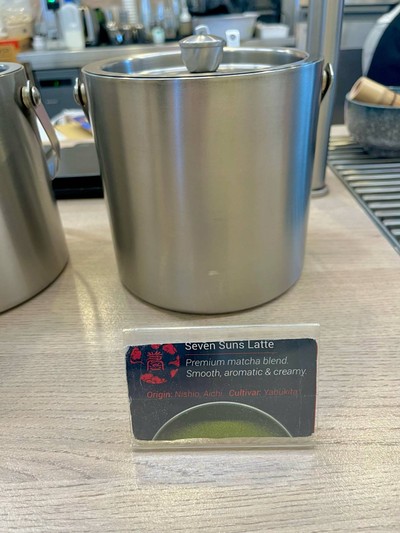 Seven Suns Latte
Premium matcha blend.
Smooth, aromatic & creamy.
Origin: Nishio, Aichi. Cultivar: Yabukita